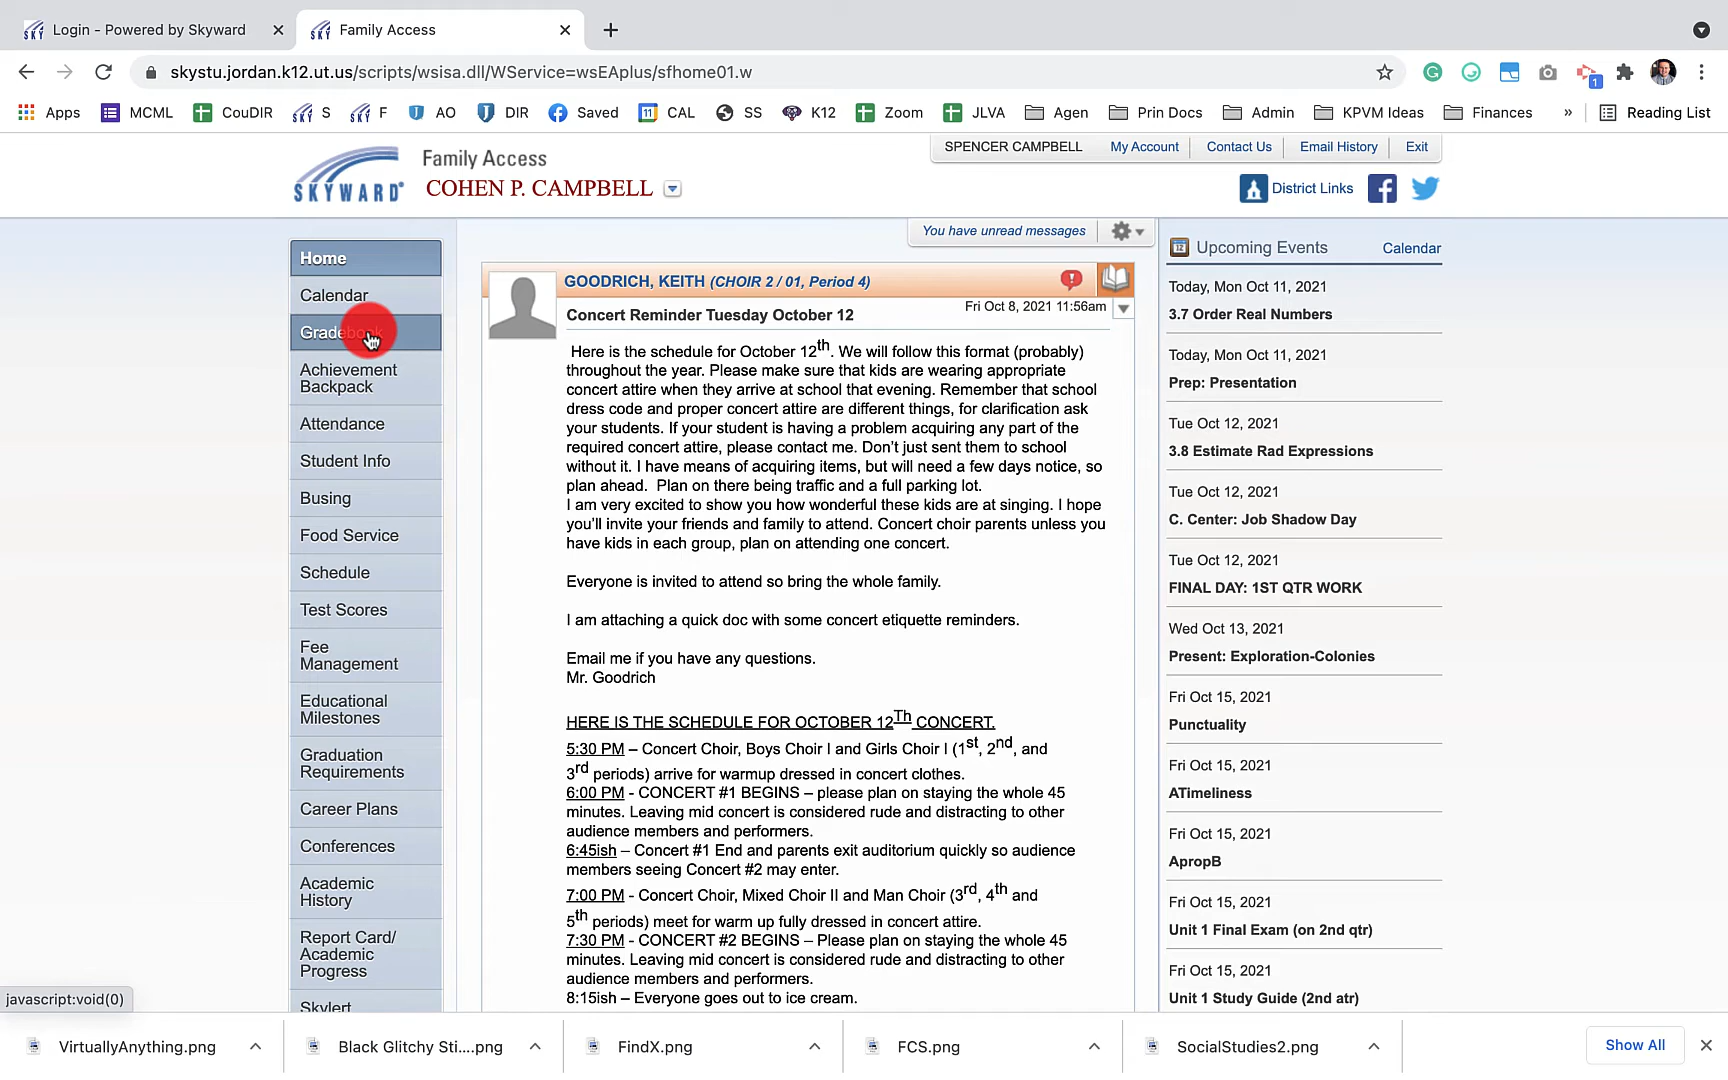 Login - Powered by Skyward
Family Access
skystu.jordan.k12.ut.us/scripts/wsisa.dll/WService=wsEAplus/sfhome01.w
1
Apps
MCML
CouDIR
S
F
AO
DIR
Saved
11
CAL
SS
K12
Zoom
JLVA
Agen
Prin Docs
Admin
KPVM Ideas
Finances
»
Reading List
SKYWARD
Family Access
COHEN P. CAMPBELL
SPENCER CAMPBELL
My Account
Contact Us
Email History
Exit
District Links
Home
Calendar
Gradebook
Achievement
Backpack
Attendance
Student Info
Busing
Food Service
Schedule
Test Scores
Fee
Management
Educational
Milestones
Graduation
Requirements
Career Plans
Conferences
Academic
History
Report Card/
Academic
Progress
Skylert
You have unread messages
GOODRICH, KEITH (CHOIR 2 / 01, Period 4)
Fri Oct 8, 2021 11:56am
Concert Reminder Tuesday October 12
Here is the schedule for October 12th. We will follow this format (probably)
throughout the year. Please make sure that kids are wearing appropriate
concert attire when they arrive at school that evening. Remember that school
dress code and proper concert attire are different things, for clarification ask
your students. If your student is having a problem acquiring any part of the
required concert attire, please contact me. Don't just sent them to school
without it. I have means of acquiring items, but will need a few days notice, so
plan ahead.  Plan on there being traffic and a full parking lot.
I am very excited to show you how wonderful these kids are at singing. I hope
you'll invite your friends and family to attend. Concert choir parents unless you
have kids in each group, plan on attending one concert.
Everyone is invited to attend so bring the whole family.
I am attaching a quick doc with some concert etiquette reminders.
Email me if you have any questions.
Mr. Goodrich
HERE IS THE SCHEDULE FOR OCTOBER 12Th CONCERT.
5:30 PM – Concert Choir, Boys Choir I and Girls Choir I (1st, 2nd, and
3rd periods) arrive for warmup dressed in concert clothes.
6:00 PM - CONCERT #1 BEGINS – please plan on staying the whole 45
minutes. Leaving mid concert is considered rude and distracting to other
audience members and performers.
6:45ish – Concert #1 End and parents exit auditorium quickly so audience
members seeing Concert #2 may enter.
7:00 PM - Concert Choir, Mixed Choir II and Man Choir (3rd, 4th and
5th periods) meet for warm up fully dressed in concert attire.
7:30 PM - CONCERT #2 BEGINS – Please plan on staying the whole 45
minutes. Leaving mid concert is considered rude and distracting to other
audience members and performers.
8:15ish – Everyone goes out to ice cream.
12
Upcoming Events
Calendar
Today, Mon Oct 11, 2021
3.7 Order Real Numbers
Today, Mon Oct 11, 2021
Prep: Presentation
Tue Oct 12, 2021
3.8 Estimate Rad Expressions
Tue Oct 12, 2021
C. Center: Job Shadow Day
Tue Oct 12, 2021
FINAL DAY: 1ST QTR WORK
Wed Oct 13, 2021
Present: Exploration-Colonies
Fri Oct 15, 2021
Punctuality
Fri Oct 15, 2021
ATimeliness
Fri Oct 15, 2021
ApropB
Fri Oct 15, 2021
Unit 1 Final Exam (on 2nd qtr)
Fri Oct 15, 2021
Unit 1 Study Guide (2nd atr)
javascript:void(0)
VirtuallyAnything.png
Black Glitchy Sti....png
FindX.png
FCS.png
SocialStudies2.png
Show All